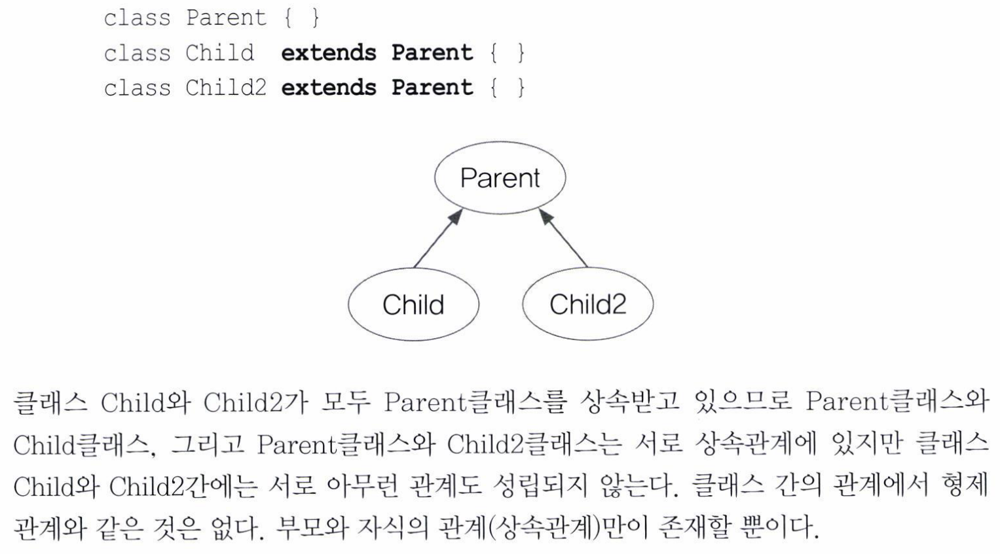 class Parent { }
class Child extends Parent { }
class Child2 extends Parent { }
Parent
Child
Child2
클래스 Child와 Child2가 모두 Parent클래스를 상속받고 있으므로 Parent클래스와
Child클래스, 그리고 Parent클래스와 Child2클래스는 서로 상속관계에 있지만 클래스
Child와 Child2간에는 서로 아무런 관계도 성립되지 않는다. 클래스 간의 관계에서 형제
관계와 같은 것은 없다. 부모와 자식의 관계(상속관계)만이 존재할 뿐이다.